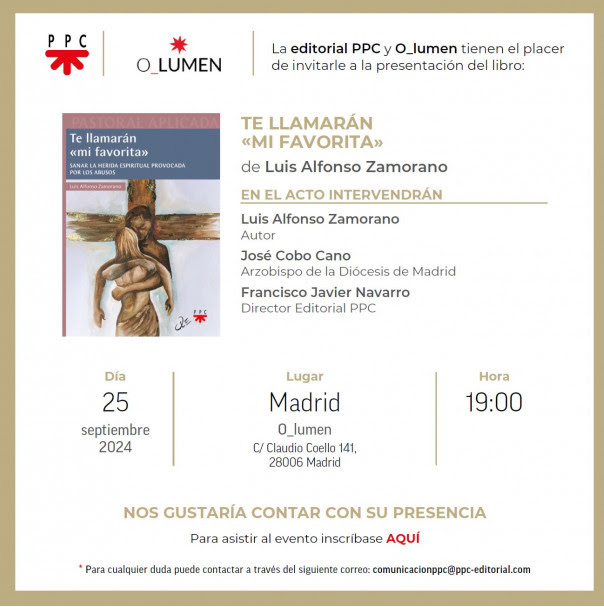 PPC
O_LUMEN
La editorial PPC y O_lumen tienen el placer
de invitarle a la presentación del libro:
PASTORAL APLICADA
Te llamarán
«mi favorita»
SANAR LA HERIDA ESPIRITUAL PROVOCADA
POR LOS ABUSOS
Luis Alfonso Zamorano
PPC
TE LLAMARÁN
«MI FAVORITA»
de Luis Alfonso Zamorano
EN EL ACTO INTERVENDRÁN
Luis Alfonso Zamorano
Autor
José Cobo Cano
Arzobispo de la Diócesis de Madrid
Francisco Javier Navarro
Director Editorial PPC
Día
25
septiembre
2024
Lugar
Madrid
O_lumen
C/ Claudio Coello 141,
28006 Madrid
Hora
19:00
NOS GUSTARÍA CONTAR CON SU PRESENCIA
Para asistir al evento inscríbase AQUÍ
* Para cualquier duda puede contactar a través del siguiente correo: comunicacionppc@ppc-editorial.com